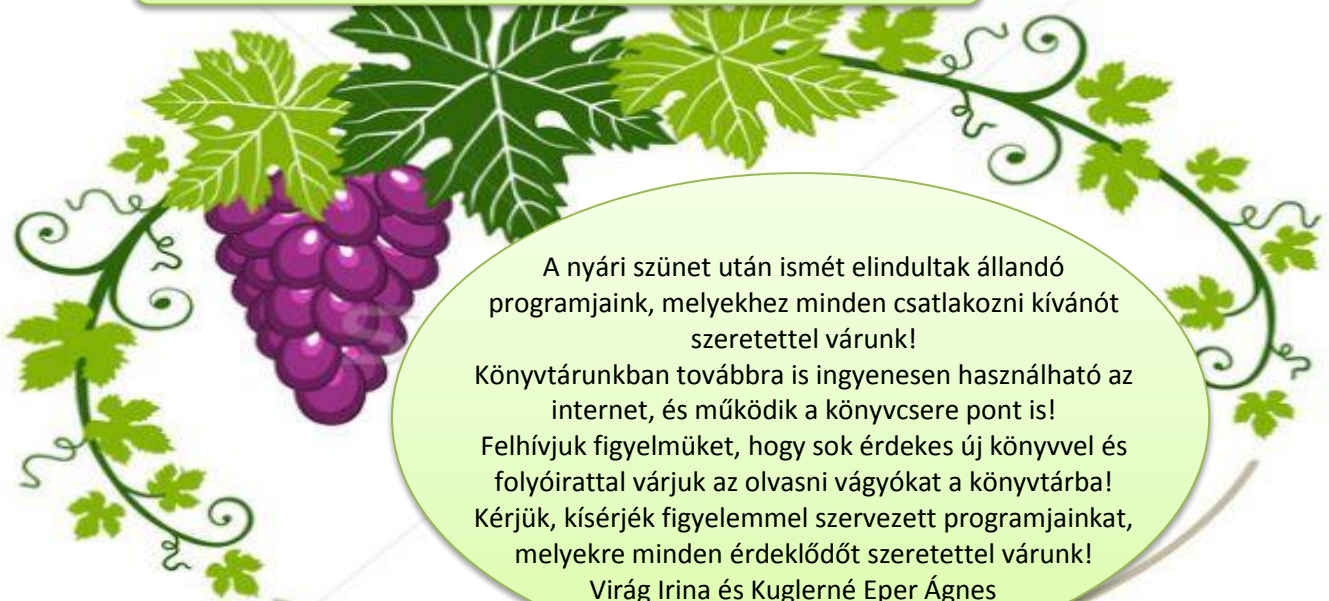 A nyári szünet után ismét elindultak állandó
programjaink, melyekhez minden csatlakozni kívánót
szeretettel várunk!
Könyvtárunkban továbbra is ingyenesen használható az
internet, és működik a könyvcsere pont is!
Felhívjuk figyelmüket, hogy sok érdekes új könyvvel és
folyóirattal várjuk az olvasni vágyókat a könyvtárba!
Kérjük, kísérjék figyelemmel szervezett programjainkat,
melyekre minden érdeklődőt szeretettel várunk!
Virág Irina és Kuglerné Eper Ágnes